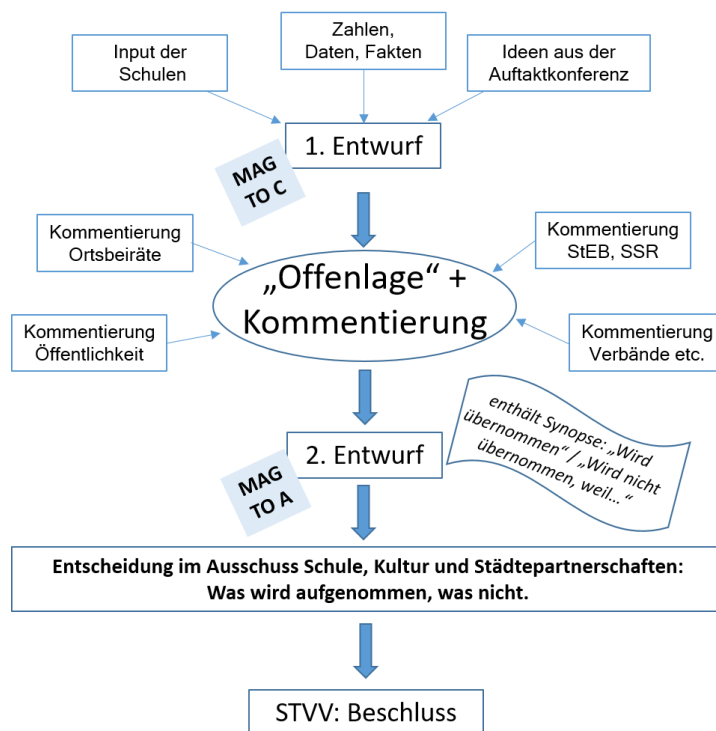 Zahlen,
Daten, Fakten
Input der
Schulen
Ideen aus der
Auftaktkonferenz
1. Entwurf
MAG
TO C
Kommentierung
Ortsbeiräte
Kommentierung
StEB, SSR
„Offenlage“ +
Kommentierung
Kommentierung
Öffentlichkeit
Kommentierung
Verbände etc.
enthält Synopse: „Wird
übernommen“ / „Wird nicht
übernommen, weil...“
2. Entwurf
MAG
TO A
Entscheidung im Ausschuss Schule, Kultur und Städtepartnerschaften:
Was wird aufgenommen, was nicht.
STVV: Beschluss